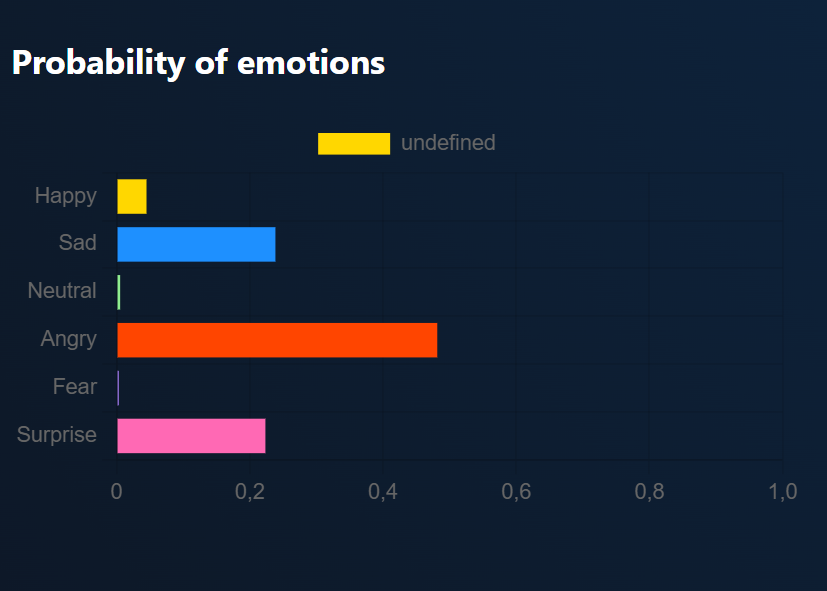 Probability of emotions
undefined
Happy
Sad
Neutral
Angry
Fear
Surprise
0 0,2 0,4 0,6 0,8 1,0